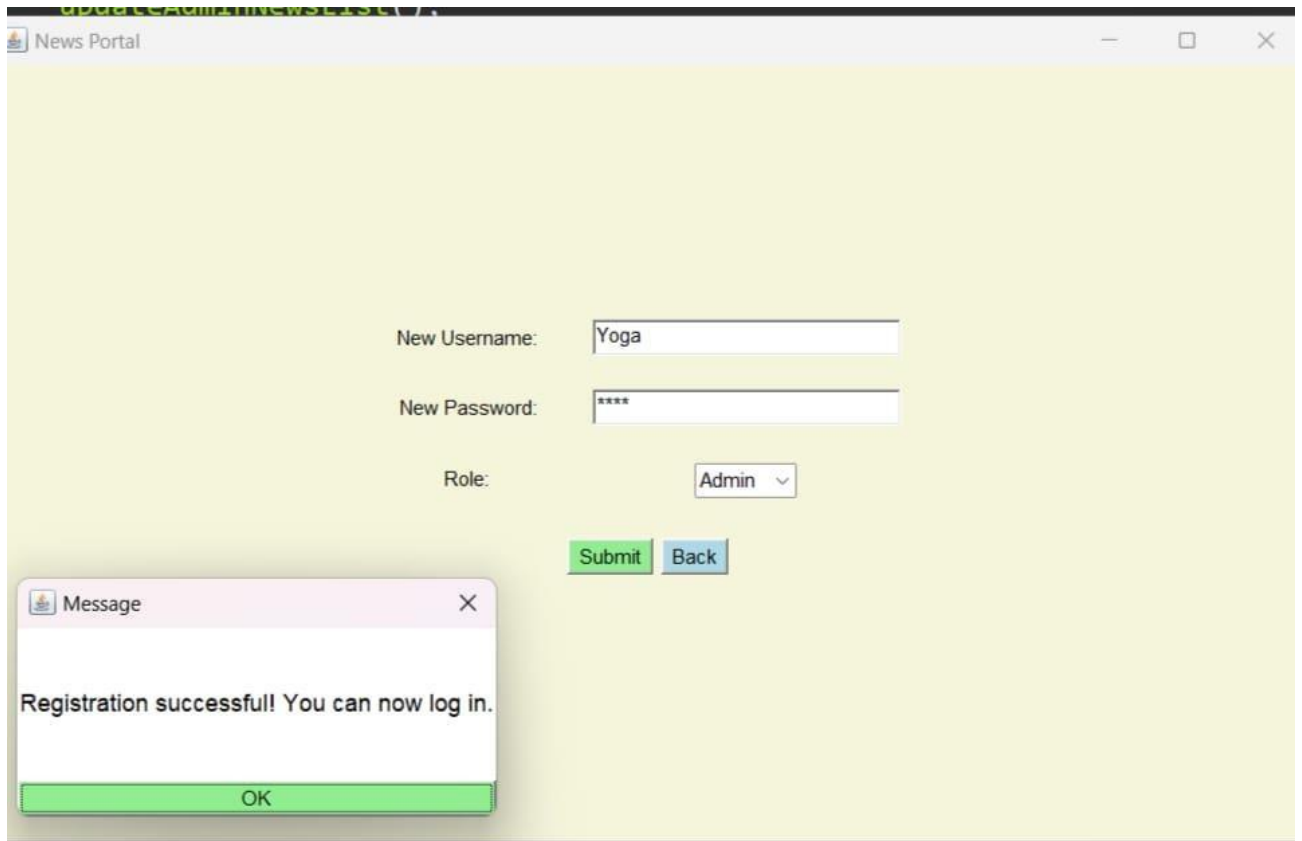 updateAdminNewsList();
News Portal
New Username: Yoga
New Password: ****
Role: Admin
Submit Back
Message
Registration successful! You can now log in.
OK